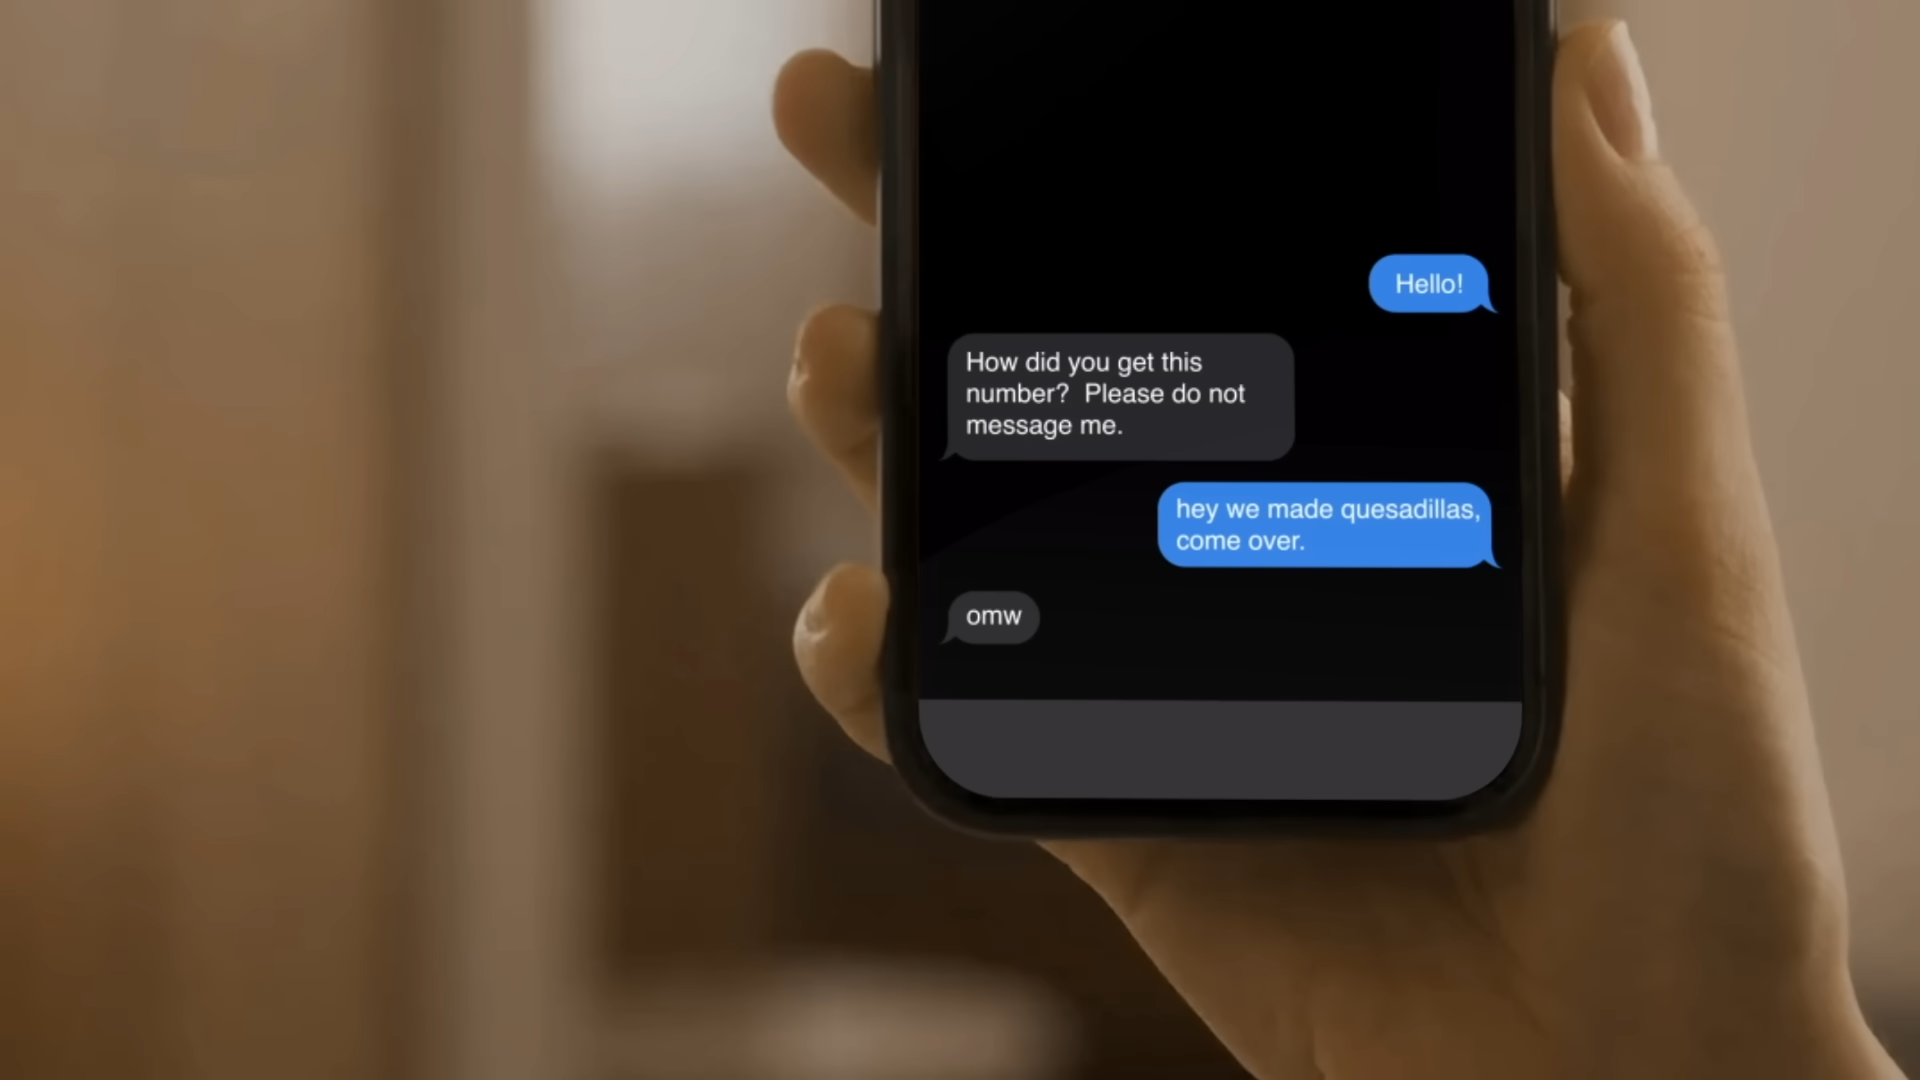 Hello!
How did you get this
number?  Please do not
message me.
hey we made quesadillas,
come over.
omw